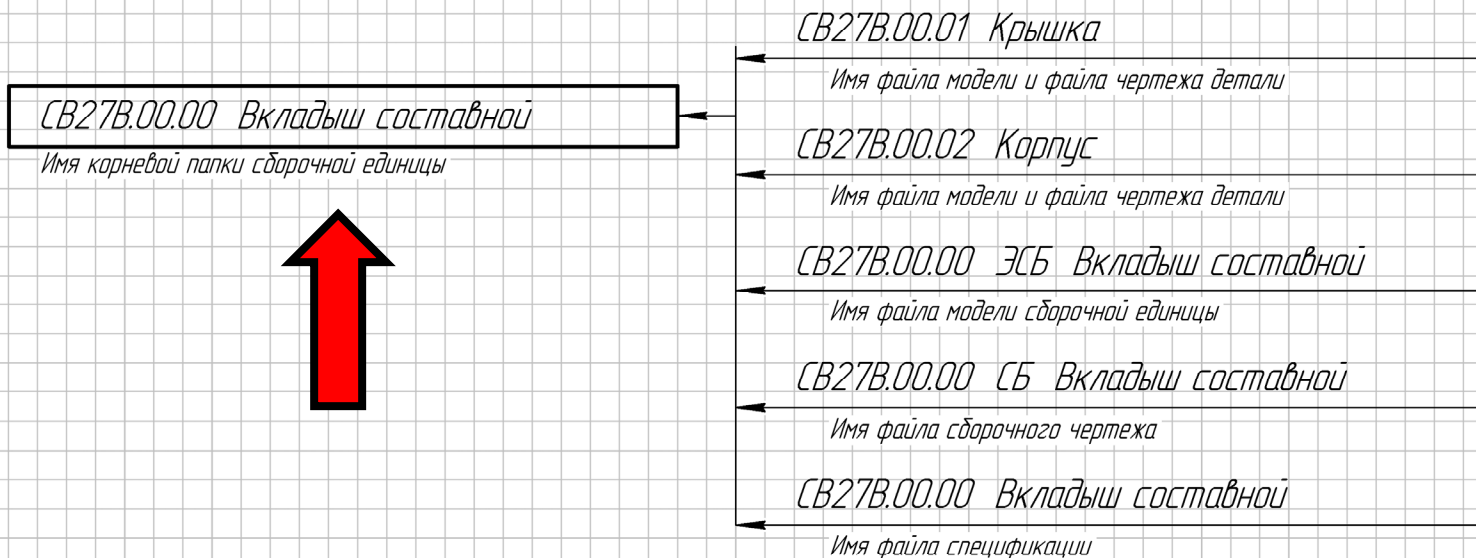 СВ27В.00.00 Вкладыш составной
Имя корневой папки сборочной единицы
СВ27В.00.01 Крышка
Имя файла модели и файла чертежа детали
СВ27В.00.02 Корпус
Имя файла модели и файла чертежа детали
СВ27В.00.00 ЭСБ Вкладыш составной
Имя файла модели сборочной единицы
СВ27В.00.00 СБ Вкладыш составной
Имя файла сборочного чертежа
СВ27В.00.00 Вкладыш составной
Имя файла спецификации